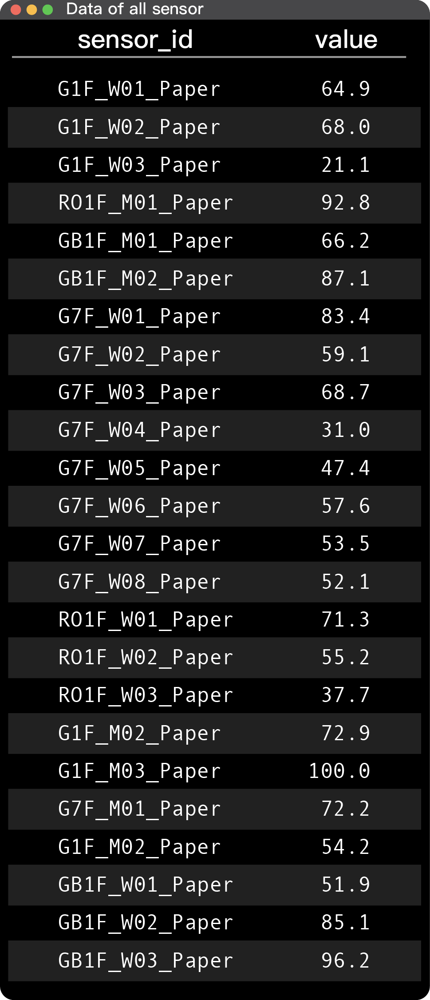 Data of all sensor
sensor_id value
G1F_W01_Paper 64.9
G1F_W02_Paper 68.0
G1F_W03_Paper 21.1
RO1F_M01_Paper 92.8
GB1F_M01_Paper 66.2
GB1F_M02_Paper 87.1
G7F_W01_Paper 83.4
G7F_W02_Paper 59.1
G7F_W03_Paper 68.7
G7F_W04_Paper 31.0
G7F_W05_Paper 47.4
G7F_W06_Paper 57.6
G7F_W07_Paper 53.5
G7F_W08_Paper 52.1
RO1F_W01_Paper 71.3
RO1F_W02_Paper 55.2
RO1F_W03_Paper 37.7
G1F_M02_Paper 72.9
G1F_M03_Paper 100.0
G7F_M01_Paper 72.2
G1F_M02_Paper 54.2
GB1F_W01_Paper 51.9
GB1F_W02_Paper 85.1
GB1F_W03_Paper 96.2